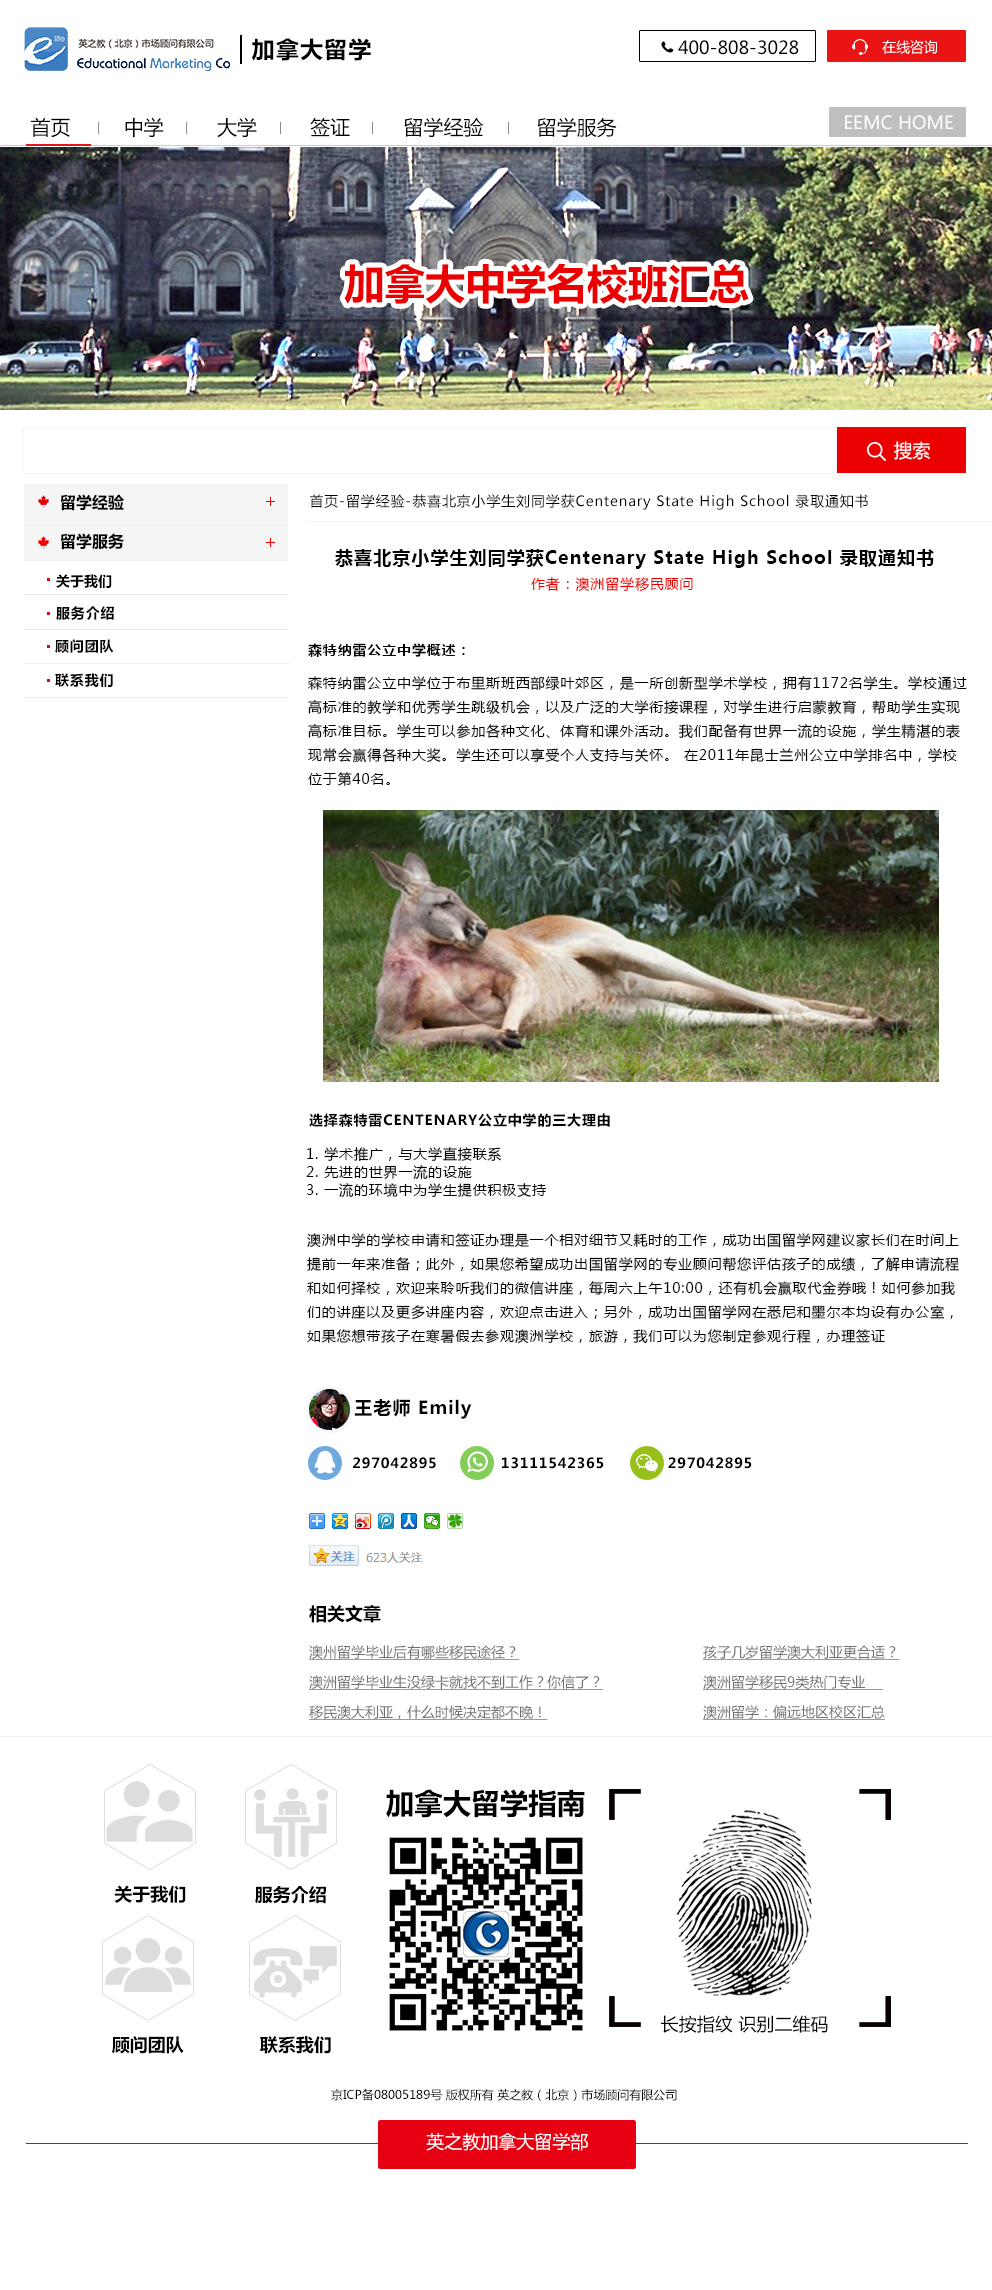 英之教（北京）市场顾问有限公司
Educational Marketing Co
加拿大留学
400-808-3028
在线咨询
首页
中学
大学
签证
留学经验
留学服务
EEMC HOME
加拿大中学名校班汇总
搜索
留学经验
留学服务
关于我们
服务介绍
顾问团队
联系我们
首页-留学经验-恭喜北京小学生刘同学获Centenary State High School 录取通知书
恭喜北京小学生刘同学获Centenary State High School 录取通知书
作者：澳洲留学移民顾问
森特纳雷公立中学概述：
森特纳雷公立中学位于布里斯班西部绿叶郊区，是一所创新型学术学校，拥有1172名学生。学校通过
高标准的教学和优秀学生跳级机会，以及广泛的大学衔接课程，对学生进行启蒙教育，帮助学生实现
高标准目标。学生可以参加各种文化、体育和课外活动。我们配备有世界一流的设施，学生精湛的表
现常会赢得各种大奖。学生还可以享受个人支持与关怀。 在2011年昆士兰州公立中学排名中，学校
位于第40名。
选择森特雷CENTENARY公立中学的三大理由
1. 学术推广，与大学直接联系
2. 先进的世界一流的设施
3. 一流的环境中为学生提供积极支持
澳洲中学的学校申请和签证办理是一个相对细节又耗时的工作，成功出国留学网建议家长们在时间上
提前一年来准备；此外，如果您希望成功出国留学网的专业顾问帮您评估孩子的成绩，了解申请流程
和如何择校，欢迎来聆听我们的微信讲座，每周六上午10:00，还有机会赢取代金券哦！如何参加我
们的讲座以及更多讲座内容，欢迎点击进入；另外，成功出国留学网在悉尼和墨尔本均设有办公室，
如果您想带孩子在寒暑假去参观澳洲学校，旅游，我们可以为您制定参观行程，办理签证
王老师 Emily
297042895
13111542365
297042895
关注
623人关注
相关文章
澳州留学毕业后有哪些移民途径？
孩子几岁留学澳大利亚更合适？
澳洲留学毕业生没绿卡就找不到工作？你信了？
澳洲留学移民9类热门专业
移民澳大利亚，什么时候决定都不晚！
澳洲留学：偏远地区校区汇总
关于我们
服务介绍
顾问团队
联系我们
加拿大留学指南
长按指纹 识别二维码
京ICP备08005189号 版权所有 英之教（北京）市场顾问有限公司
英之教加拿大留学部